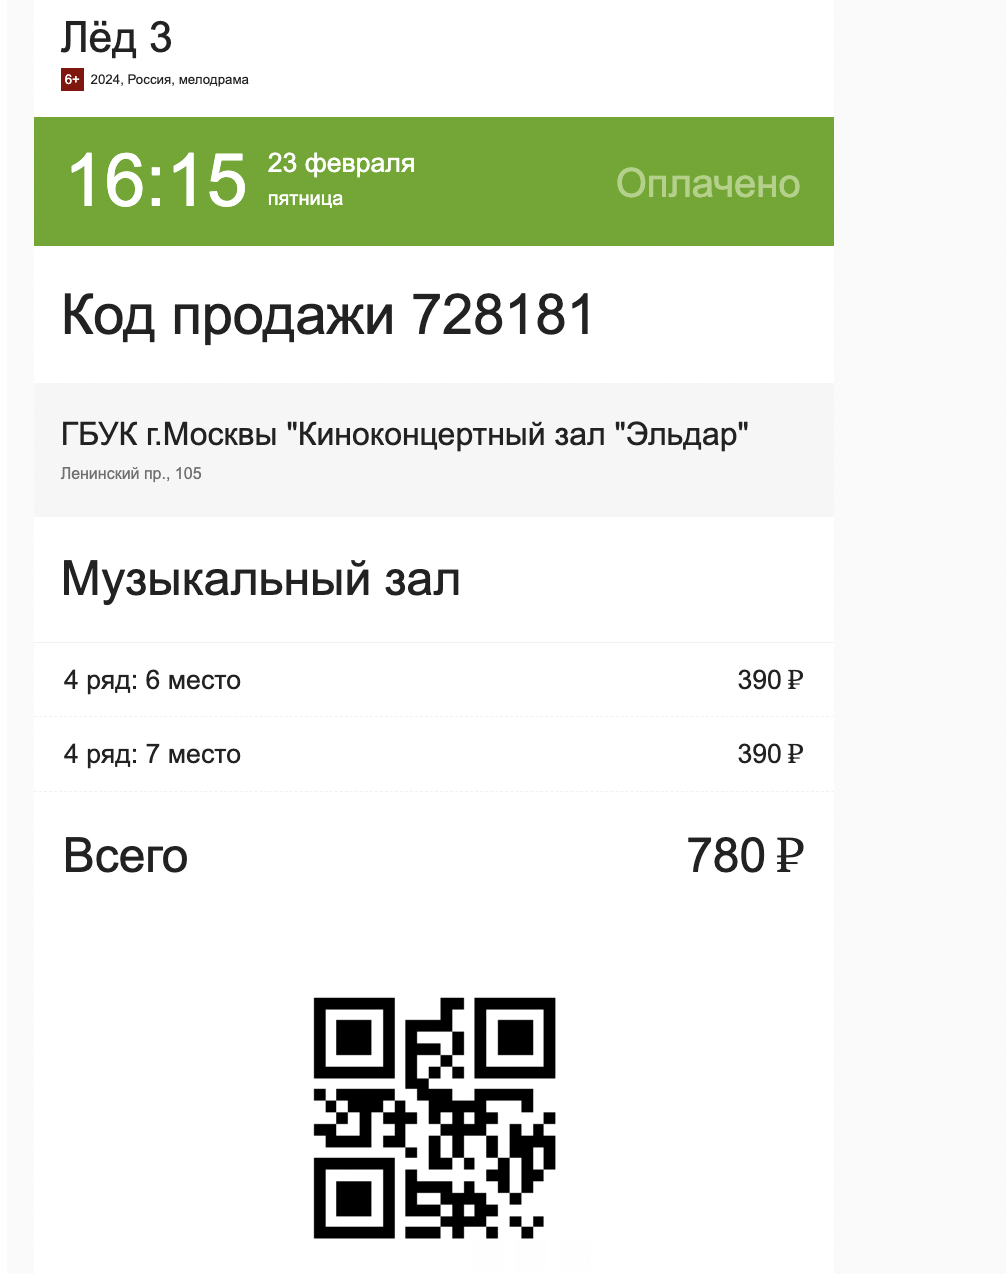 Лёд 3
6+ 2024, Россия, мелодрама
16:15
23 февраля
пятница
Оплачено
Код продажи 728181
ГБУК г.Москвы "Киноконцертный зал "Эльдар"
Ленинский пр., 105
Музыкальный зал
4 ряд: 6 место 390 ₽
4 ряд: 7 место 390 ₽
Всего 780 ₽